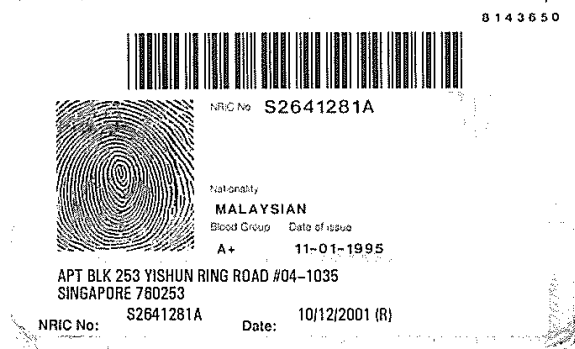 8143650
NRIC No S2641281A
Nationality
MALAYSIAN
Blood Group Date of issue
A+ 11-01-1995
APT BLK 253 YISHUN RING ROAD #04-1035
SINGAPORE 760253
NRIC No: S2641281A Date: 10/12/2001 (R)